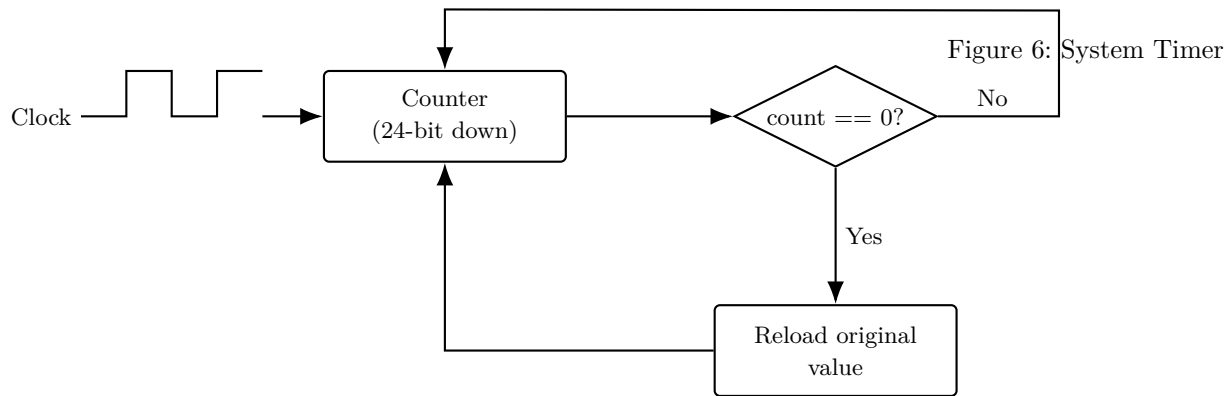 Figure 6: System Timer
Clock
Counter
(24-bit down)
count == 0?
No
Yes
Reload original
value